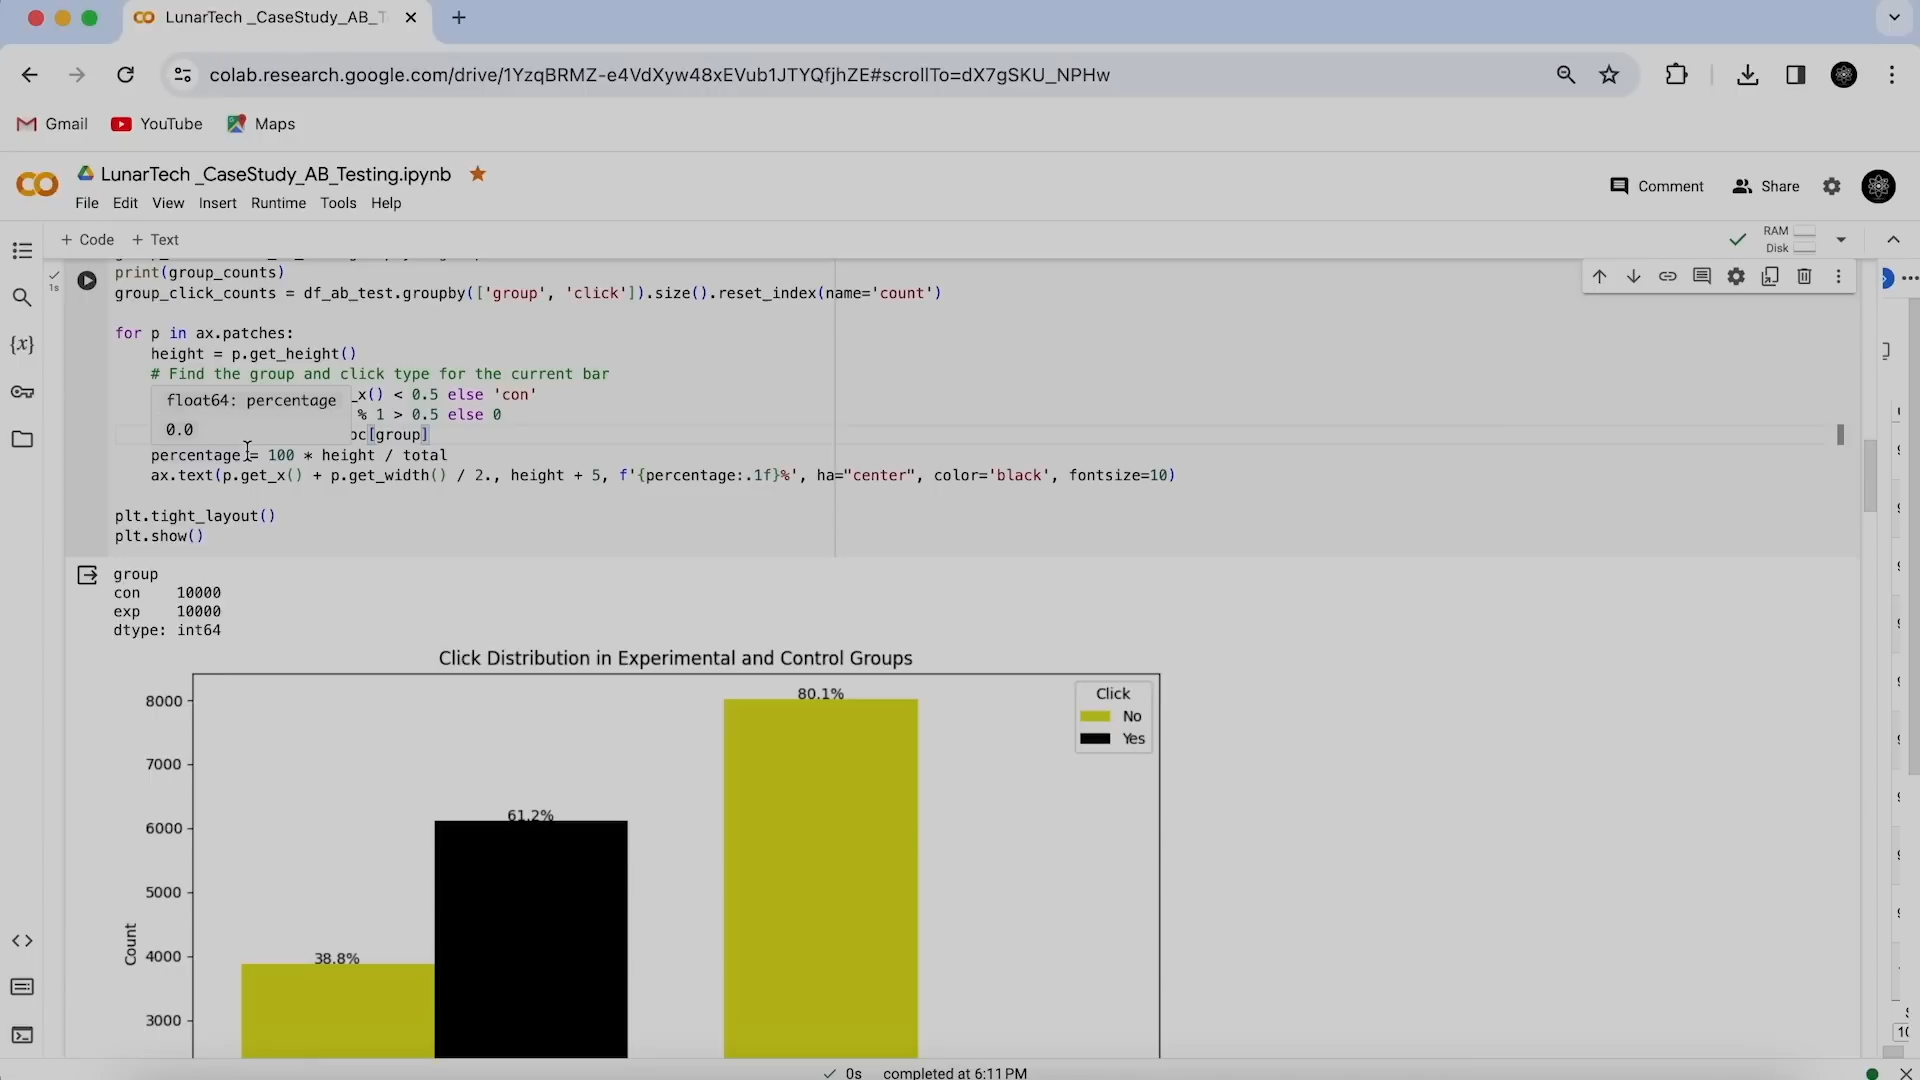 LunarTech _CaseStudy_AB_T
colab.research.google.com/drive/1YzqBRMZ-e4VdXyw48xEVub1JTYQfjhZE#scrollTo=dX7gSKU_NPHw
Gmail YouTube Maps
LunarTech _CaseStudy_AB_Testing.ipynb
Comment Share
File Edit View Insert Runtime Tools Help
+ Code + Text
RAM
Disk
1s
print(group_counts)
group_click_counts = df_ab_test.groupby(['group', 'click']).size().reset_index(name='count')
for p in ax.patches:
height = p.get_height()
# Find the group and click type for the current bar
_x() < 0.5 else 'con'
% 1 > 0.5 else 0
oc[group]
float64: percentage
0.0
percentage = 100 * height / total
ax.text(p.get_x() + p.get_width() / 2., height + 5, f'{percentage:.1f}%', ha="center", color='black', fontsize=10)
plt.tight_layout()
plt.show()
group
con 10000
exp 10000
dtype: int64
Click Distribution in Experimental and Control Groups
Click
No
Yes
80.1%
61.2%
38.8%
8000
7000
6000
5000
4000
3000
Count
0s completed at 6:11 PM